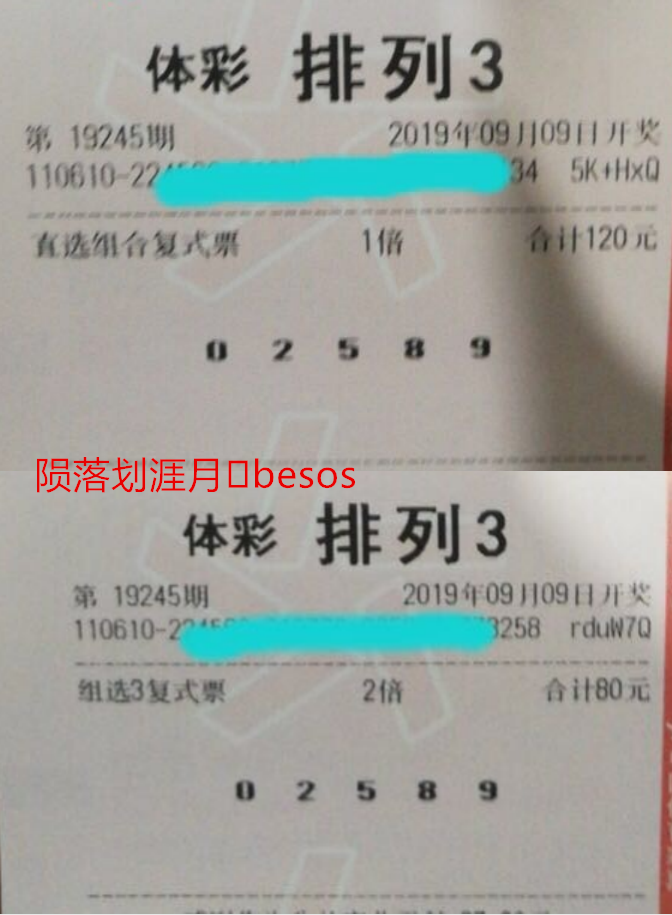 体彩 排列3
第 19245期 2019年09月09日开奖
110610-22 34 5K+HxQ
直选组合复式票 1倍 合计120元
0 2 5 8 9
陨落划涯月 besos
体彩 排列3
第 19245期 2019年09月09日开奖
110610-2 3258 rduW7Q
组选3复式票 2倍 合计80元
0 2 5 8 9